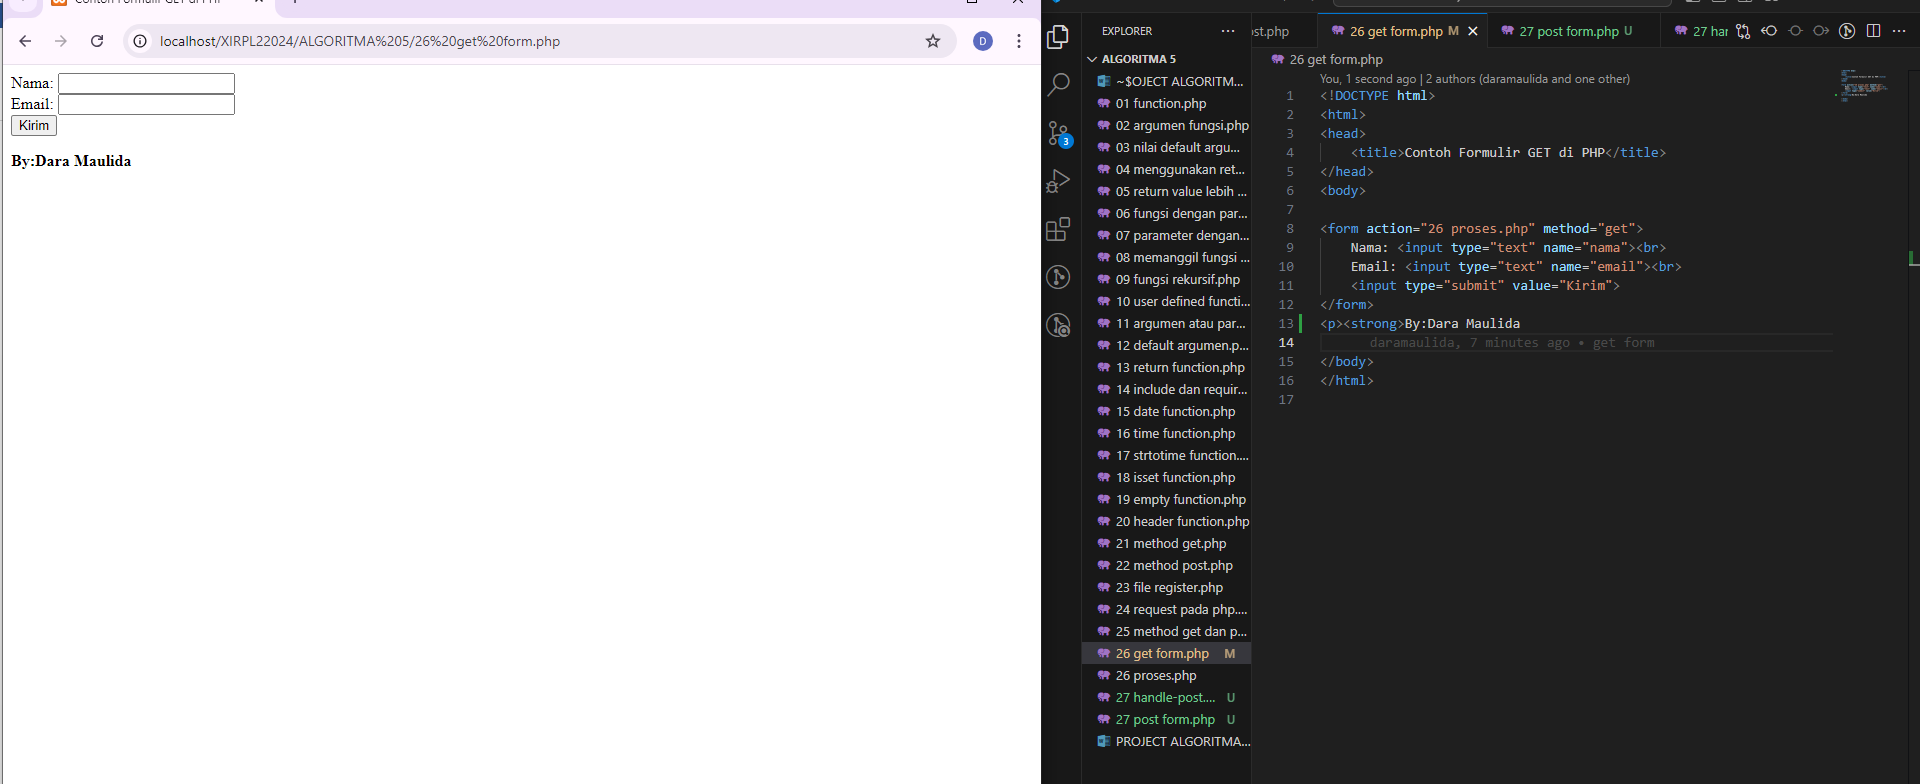 Contoh Formulir GET di PHP
localhost/XIRPL22024/ALGORITMA%205/26%20get%20form.php
D
Nama:
Email:
Kirim
By:Dara Maulida
EXPLORER
ALGORITMA 5
~$OJECT ALGORITM...
01 function.php
02 argumen fungsi.php
03 nilai default argu...
04 menggunakan ret...
05 return value lebih ...
06 fungsi dengan par...
07 parameter dengan...
08 memanggil fungsi ...
09 fungsi rekursif.php
10 user defined functi...
11 argumen atau par...
12 default argumen.p...
13 return function.php
14 include dan requir...
15 date function.php
16 time function.php
17 strtotime function....
18 isset function.php
19 empty function.php
20 header function.php
21 method get.php
22 method post.php
23 file register.php
24 request pada php....
25 method get dan p...
26 get form.php M
26 proses.php
27 handle-post.... U
27 post form.php U
PROJECT ALGORITMA...
3
ost.php
26 get form.php M
27 post form.php U
27 har
26 get form.php
You, 1 second ago | 2 authors (daramaulida and one other)
1 <!DOCTYPE html>
2 <html>
3 <head>
4 <title>Contoh Formulir GET di PHP</title>
5 </head>
6 <body>
7
8 <form action="26 proses.php" method="get">
9 Nama: <input type="text" name="nama"><br>
10 Email: <input type="text" name="email"><br>
11 <input type="submit" value="Kirim">
12 </form>
13 <p><strong>By:Dara Maulida
14 daramaulida, 7 minutes ago • get form
15 </body>
16 </html>
17